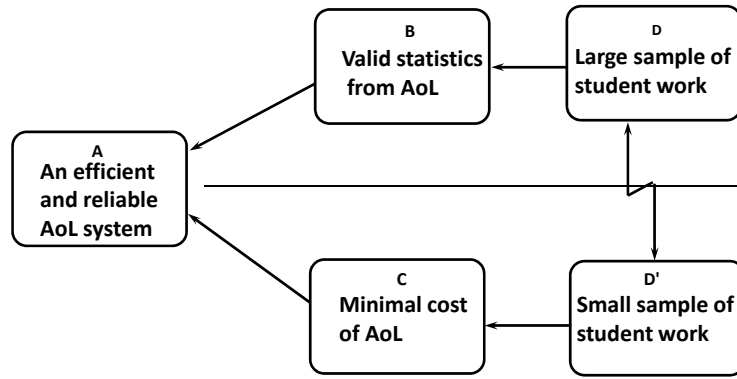 B
Valid statistics
from AoL
D
Large sample of
student work
A
An efficient
and reliable
AoL system
C
Minimal cost
of AoL
D'
Small sample of
student work